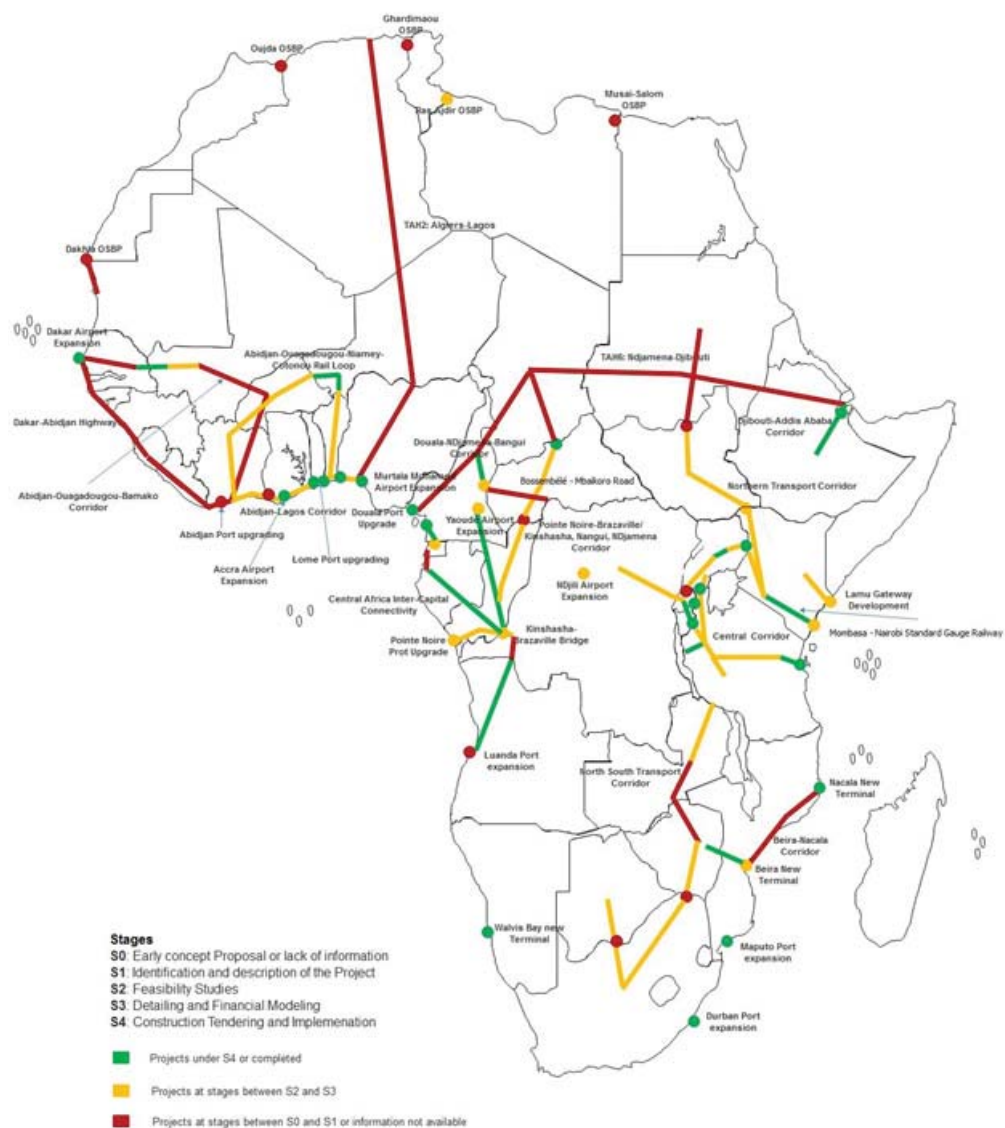 Ghardimaou
OSBP
Oujda OSBP
Ras Ajdir OSBP
Musai-Salom
OSBP
TAH2: Algiers-Lagos
Dakhla OSBP
Dakar Airport
Expansion
Abidjan-Ouagadougou-Niamey-
Cotonou Rail Loop
TAH6: Ndjamena-Djibouti
Dakar-Abidjan Highway
Djibouti-Addis Ababa
Corridor
Douala-NDjamena-Bangui
Corridor
Abidjan-Ouagadougou-Bamako
Corridor
Murtala Mohamed
Airport Expansion
Bossembélé - Mbaikoro Road
Northern Transport Corridor
Abidjan-Lagos Corridor
Douala Port
Upgrade
Abidjan Port upgrading
Yaoude Airport
Expansion
Pointe Noire-Brazaville/
Kinshasha, Nangui, NDjamena
Corridor
Accra Airport
Expansion
Lome Port upgrading
NDjili Airport
Expansion
Lamu Gateway
Development
Central Africa Inter-Capital
Connectivity
Kinshasha-
Brazaville Bridge
Central Corridor
Mombasa - Narobi Standard Gauge Railway
Pointe Noire
Prot Upgrade
Luanda Port
expansion
North South Transport
Corridor
Nacala New
Terminal
Beira-Nacala
Corridor
Beira New
Terminal
Walvis Bay new
Terminal
Maputo Port
expansion
Durban Port
expansion
Stages
S0: Early concept Proposal or lack of information
S1: Identification and description of the Project
S2: Feasibility Studies
S3: Detailing and Financial Modeling
S4: Construction Tendering and Implemenation
Projects under S4 or completed
Projects at stages between S2 and S3
Projects at stages between S0 and S1 or information not available